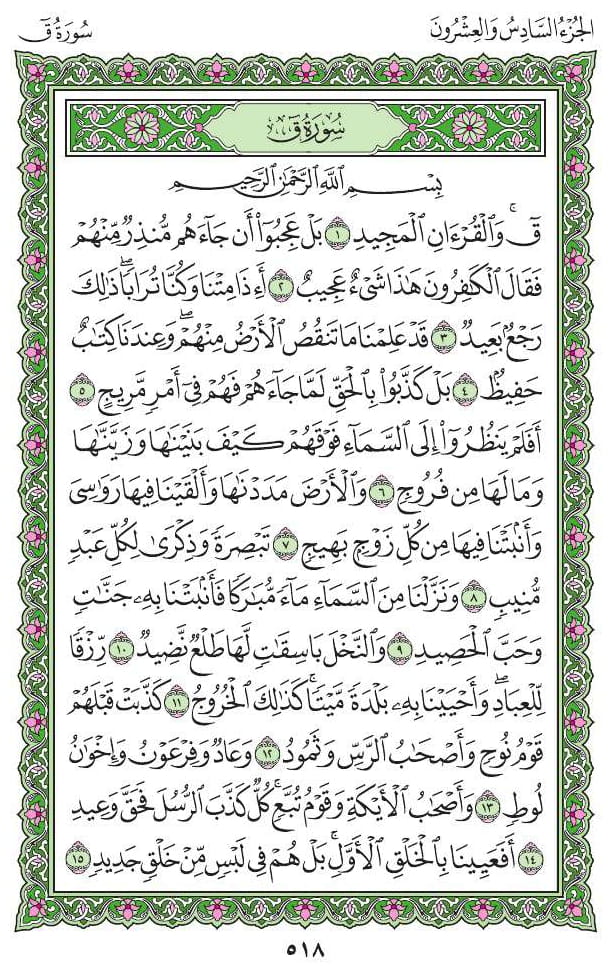 الجُزْءُ السَّادِسُ وَالعِشْرُونَ
سُورَةُ قٓ
سُورَةُ قٓ
بِسْمِ ٱللَّهِ ٱلرَّحْمَٰنِ ٱلرَّحِيمِ
قٓۚ وَٱلْقُرْءَانِ ٱلْمَجِيدِ ١ بَلْ عَجِبُوٓا۟ أَن جَآءَهُم مُّنذِرٌ مِّنْهُمْ
فَقَالَ ٱلْكَٰفِرُونَ هَٰذَا شَىْءٌ عَجِيبٌ ٢ أَءِذَا مِتْنَا وَكُنَّا تُرَابًاۖ ذَٰلِكَ
رَجْعٌۢ بَعِيدٌ ٣ قَدْ عَلِمْنَا مَا تَنقُصُ ٱلْأَرْضُ مِنْهُمْۖ وَعِندَنَا كِتَٰبٌ
حَفِيظٌۢ ٤ بَلْ كَذَّبُوا۟ بِٱلْحَقِّ لَمَّا جَآءَهُمْ فَهُمْ فِىٓ أَمْرٍ مَّرِيجٍ ٥
أَفَلَمْ يَنظُرُوٓا۟ إِلَى ٱلسَّمَآءِ فَوْقَهُمْ كَيْفَ بَنَيْنَٰهَا وَزَيَّنَّٰهَا
وَمَا لَهَا مِن فُرُوجٍ ٦ وَٱلْأَرْضَ مَدَدْنَٰهَا وَأَلْقَيْنَا فِيهَا رَوَٰسِىَ
وَأَنۢبَتْنَا فِيهَا مِن كُلِّ زَوْجٍۭ بَهِيجٍ ٧ تَبْصِرَةً وَذِكْرَىٰ لِكُلِّ عَبْدٍ
مُّنِيبٍ ٨ وَنَزَّلْنَا مِنَ ٱلسَّمَآءِ مَآءً مُّبَٰرَكًا فَأَنۢبَتْنَا بِهِۦ جَنَّٰتٍ
وَحَبَّ ٱلْحَصِيدِ ٩ وَٱلنَّخْلَ بَاسِقَٰتٍ لَّهَا طَلْعٌ نَّضِيدٌ ١٠ رِّزْقًا
لِّلْعِبَادِۖ وَأَحْيَيْنَا بِهِۦ بَلْدَةً مَّيْتًاۚ كَذَٰلِكَ ٱلْخُرُوجُ ١١ كَذَّبَتْ قَبْلَهُمْ
قَوْمُ نُوحٍ وَأَصْحَٰبُ ٱلرَّسِّ وَثَمُودُ ١٢ وَعَادٌ وَفِرْعَوْنُ وَإِخْوَٰنُ
لُوطٍ ١٣ وَأَصْحَٰبُ ٱلْأَيْكَةِ وَقَوْمُ تُبَّعٍۚ كُلٌّ كَذَّبَ ٱلرُّسُلَ فَحَقَّ وَعِيدِ
١٤ أَفَعَيِينَا بِٱلْخَلْقِ ٱلْأَوَّلِۚ بَلْ هُمْ فِى لَبْسٍ مِّنْ خَلْقٍ جَدِيدٍ ١٥
٥١٨